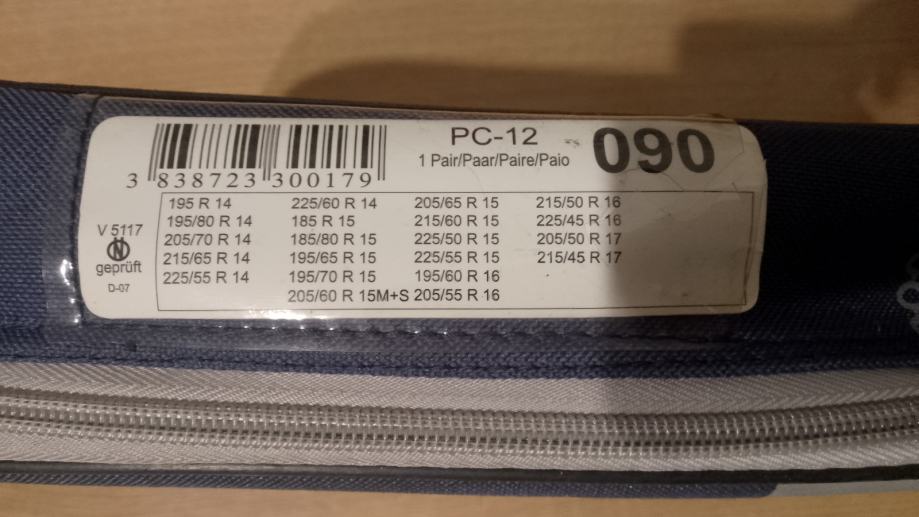 PC-12
1 Pair/Paar/Paire/Paio
090
3 838723 300179
V 5117
geprüft
D-07
195 R 14
195/80 R 14
205/70 R 14
215/65 R 14
225/55 R 14
225/60 R 14
185 R 15
185/80 R 15
195/65 R 15
195/70 R 15
205/60 R 15M+S
205/65 R 15
215/60 R 15
225/50 R 15
225/55 R 15
195/60 R 16
205/55 R 16
215/50 R 16
225/45 R 16
205/50 R 17
215/45 R 17